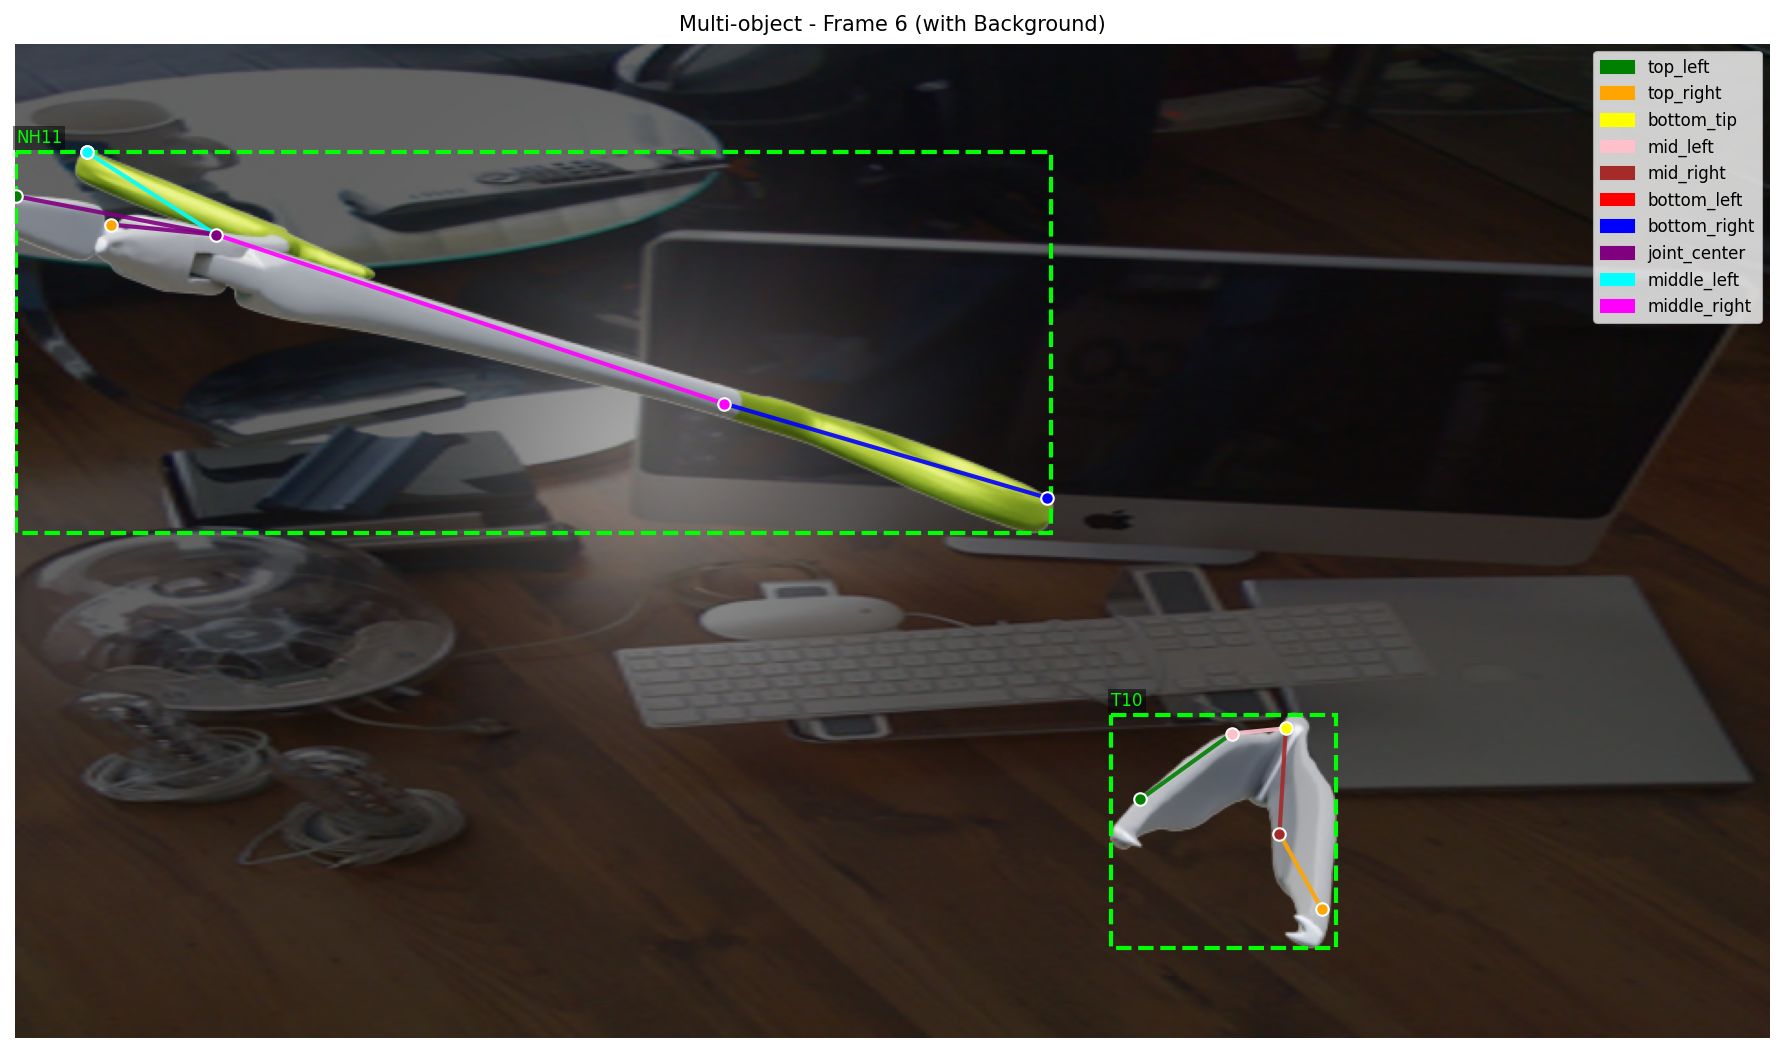 Multi-object - Frame 6 (with Background)
top_left
top_right
bottom_tip
mid_left
mid_right
bottom_left
bottom_right
joint_center
middle_left
middle_right
NH11
T10